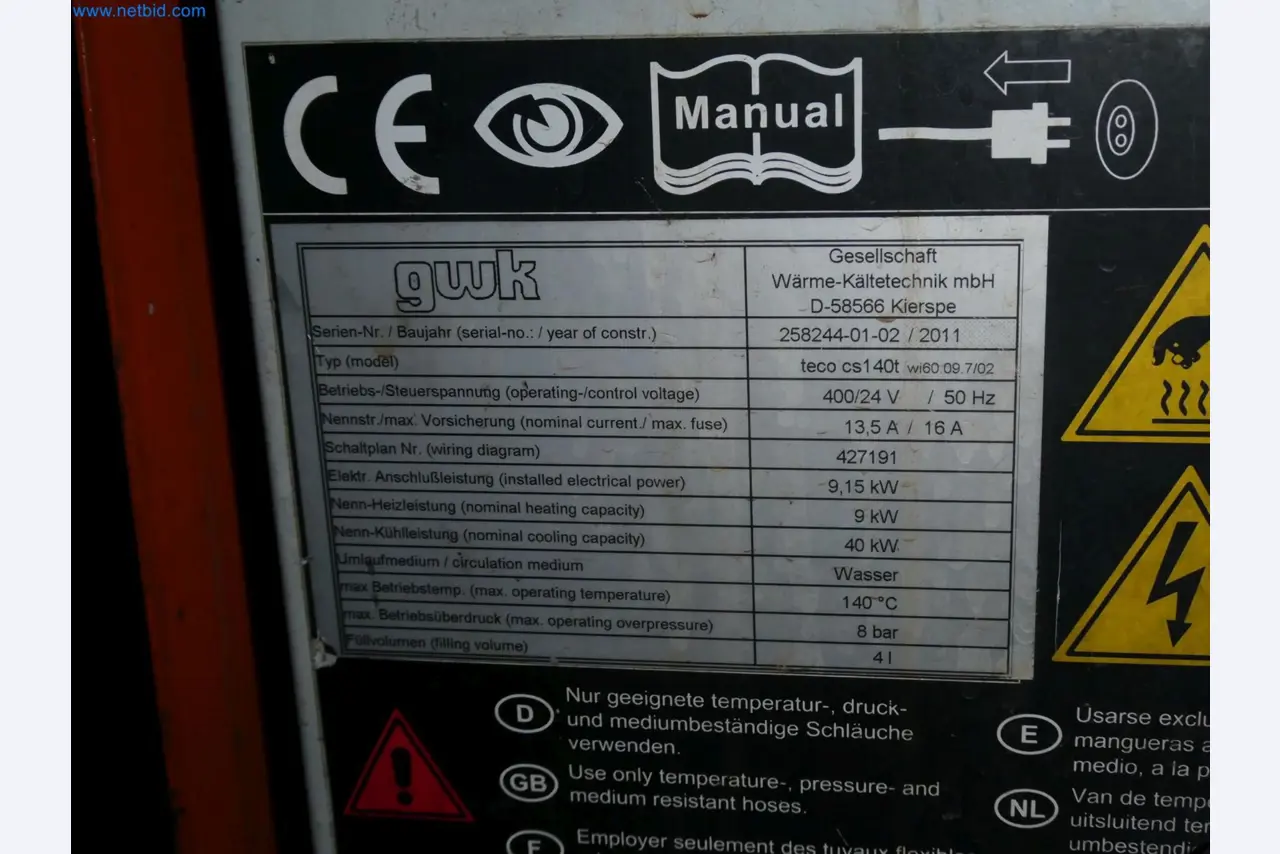 www.netbid.com
CE
Manual
gwk
Gesellschaft
Wärme-Kältetechnik mbH
D-58566 Kierspe
Serien-Nr. / Baujahr (serial-no.: / year of constr.) 258244-01-02 / 2011
Typ (model) teco cs140t wi60.09.7/02
Betriebs-/Steuerspannung (operating-/control voltage) 400/24 V / 50 Hz
Nennstr./max. Vorsicherung (nominal current./ max. fuse) 13,5 A / 16 A
Schaltplan Nr. (wiring diagram) 427191
Elektr. Anschlußleistung (installed electrical power) 9,15 kW
Nenn-Heizleistung (nominal heating capacity) 9 kW
Nenn-Kühlleistung (nominal cooling capacity) 40 kW
Umlaufmedium / circulation medium Wasser
max Betriebstemp. (max. operating temperature) 140 °C
max. Betriebsüberdruck (max. operating overpressure) 8 bar
Füllvolumen (filling volume) 4 l
D Nur geeignete temperatur-, druck-
und mediumbeständige Schläuche
verwenden.
GB Use only temperature-, pressure- and
medium resistant hoses.
F Employer seulement des tuyaux
E Usarse
mangueras
medio, a la
NL Van de
uitsluitend